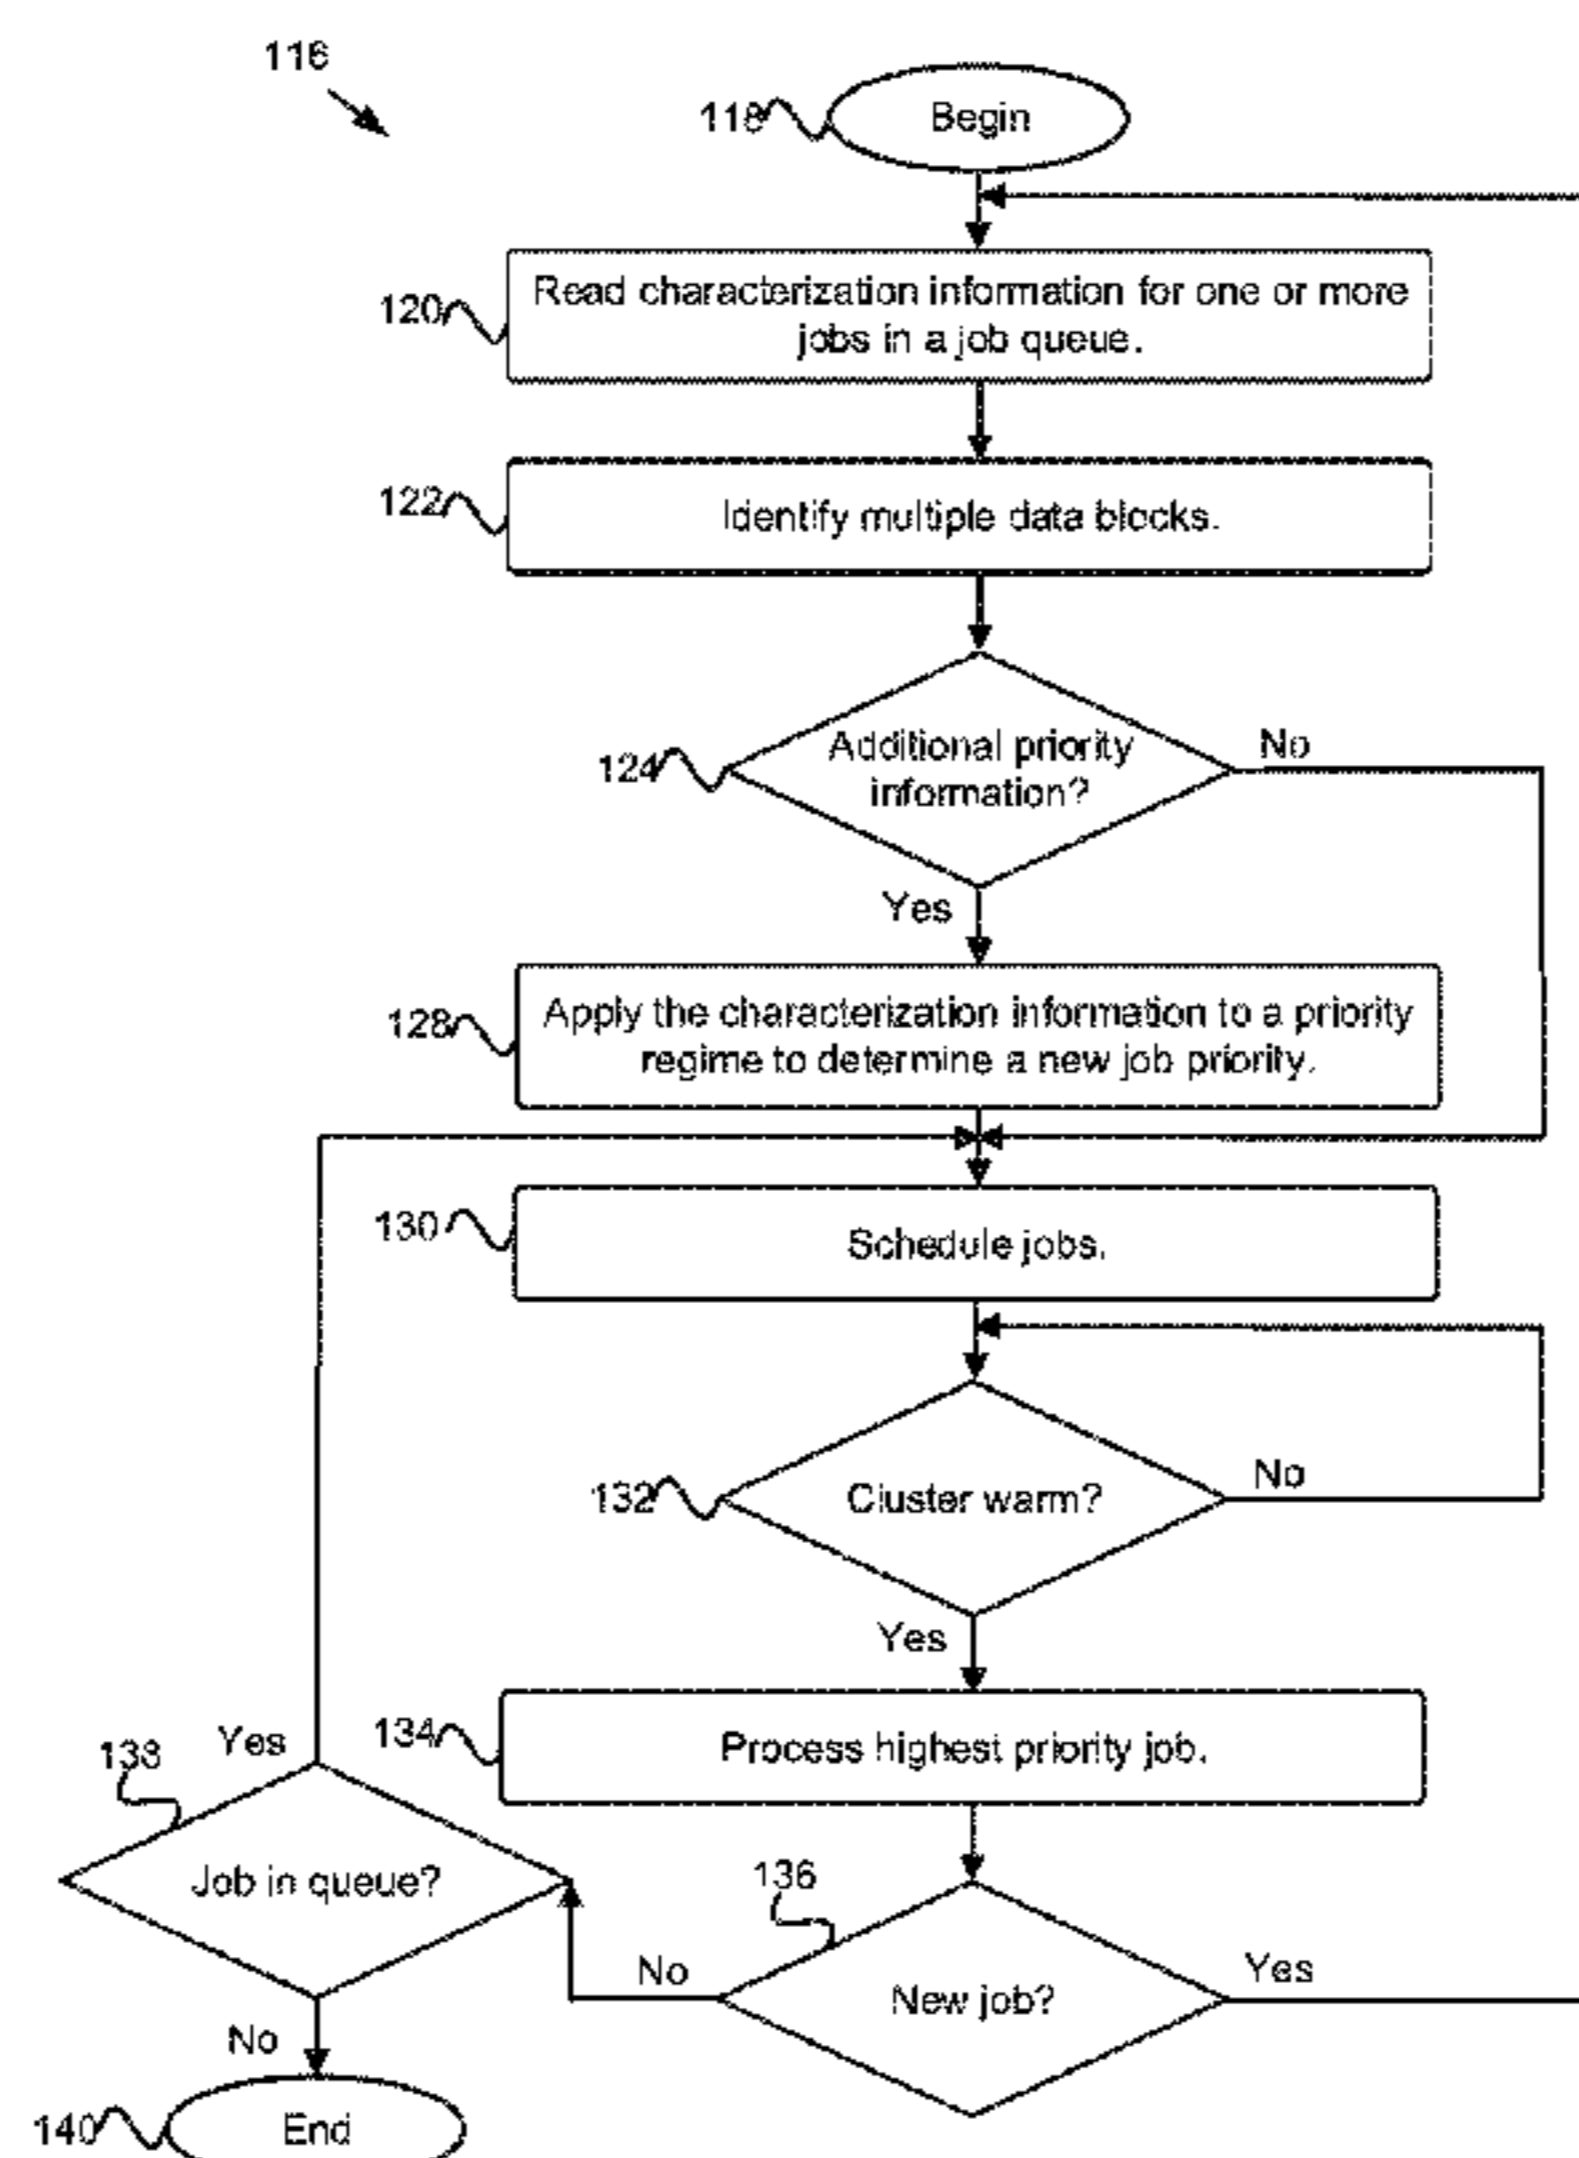 116
118
Begin
120
Read characterization information for one or more
jobs in a job queue.
122
Identify multiple data blocks.
124
Additional priority
information?
No
Yes
128
Apply the characterization information to a priority
regime to determine a new job priority.
130
Schedule jobs.
132
Cluster warm?
No
Yes
134
Process highest priority job.
138
Yes
Job in queue?
136
New job?
No
Yes
No
140
End